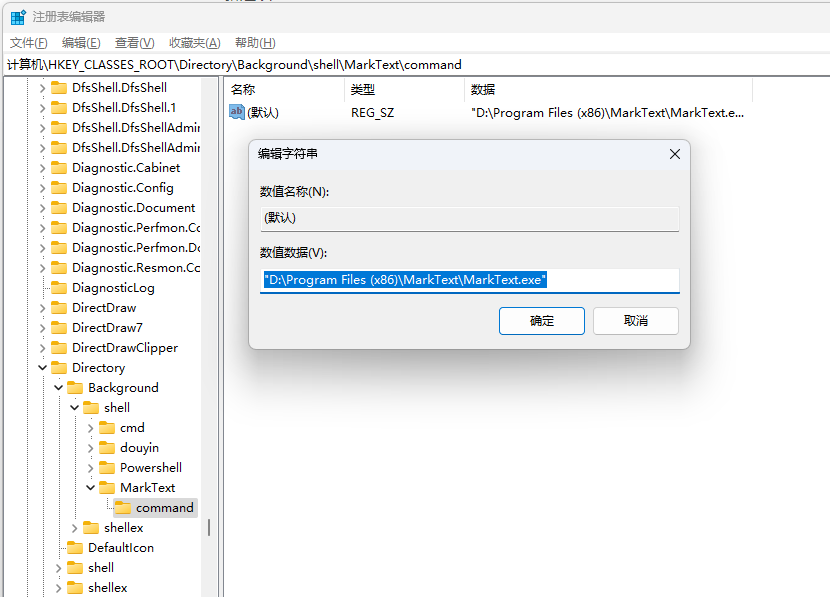 注册表编辑器
文件(F) 编辑(E) 查看(V) 收藏夹(A) 帮助(H)
计算机\HKEY_CLASSES_ROOT\Directory\Background\shell\MarkText\command
DfsShell.DfsShell
DfsShell.DfsShell.1
DfsShell.DfsShellAdmin
DfsShell.DfsShellAdmin
Diagnostic.Cabinet
Diagnostic.Config
Diagnostic.Document
Diagnostic.Perfmon.Co
Diagnostic.Perfmon.Do
Diagnostic.Resmon.Co
DiagnosticLog
DirectDraw
DirectDraw7
DirectDrawClipper
Directory
Background
shell
cmd
douyin
Powershell
MarkText
command
shellex
DefaultIcon
shell
shellex
名称 类型 数据
ab (默认) REG_SZ "D:\Program Files (x86)\MarkText\MarkText.e...
编辑字符串
数值名称(N):
(默认)
数值数据(V):
"D:\Program Files (x86)\MarkText\MarkText.exe"
确定 取消